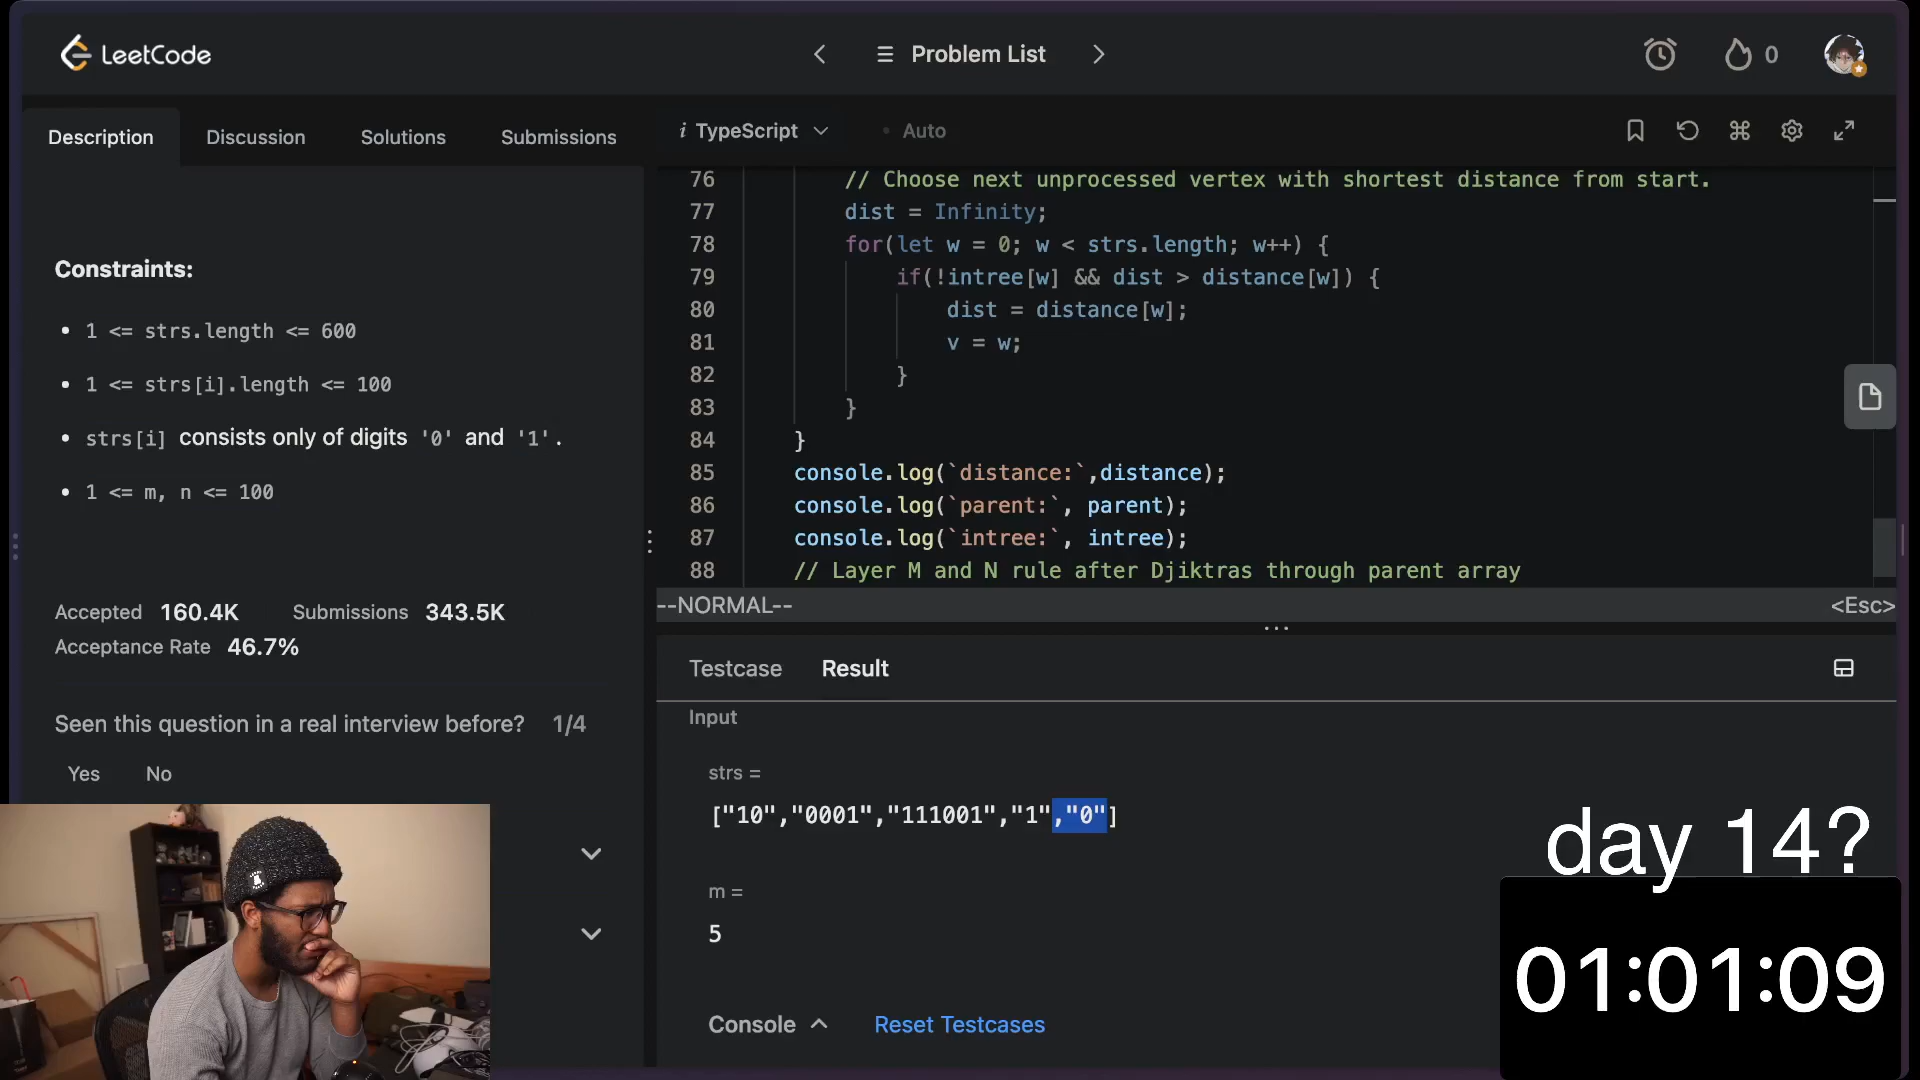 LeetCode
Problem List
0
Description
Discussion
Solutions
Submissions
i TypeScript
Auto
Constraints:
1 <= strs.length <= 600
1 <= strs[i].length <= 100
strs[i] consists only of digits '0' and '1'.
1 <= m, n <= 100
Accepted 160.4K Submissions 343.5K
Acceptance Rate 46.7%
Seen this question in a real interview before? 1/4
Yes No
76 // Choose next unprocessed vertex with shortest distance from start.
77 dist = Infinity;
78 for(let w = 0; w < strs.length; w++) {
79 if(!intree[w] && dist > distance[w]) {
80 dist = distance[w];
81 v = w;
82 }
83 }
84 }
85 console.log(`distance:`,distance);
86 console.log(`parent:`, parent);
87 console.log(`intree:`, intree);
88 // Layer M and N rule after Djiktras through parent array
--NORMAL-- <Esc>
Testcase Result
Input
strs =
["10","0001","111001","1","0"]
m =
5
Console Reset Testcases
day 14?
01:01:09